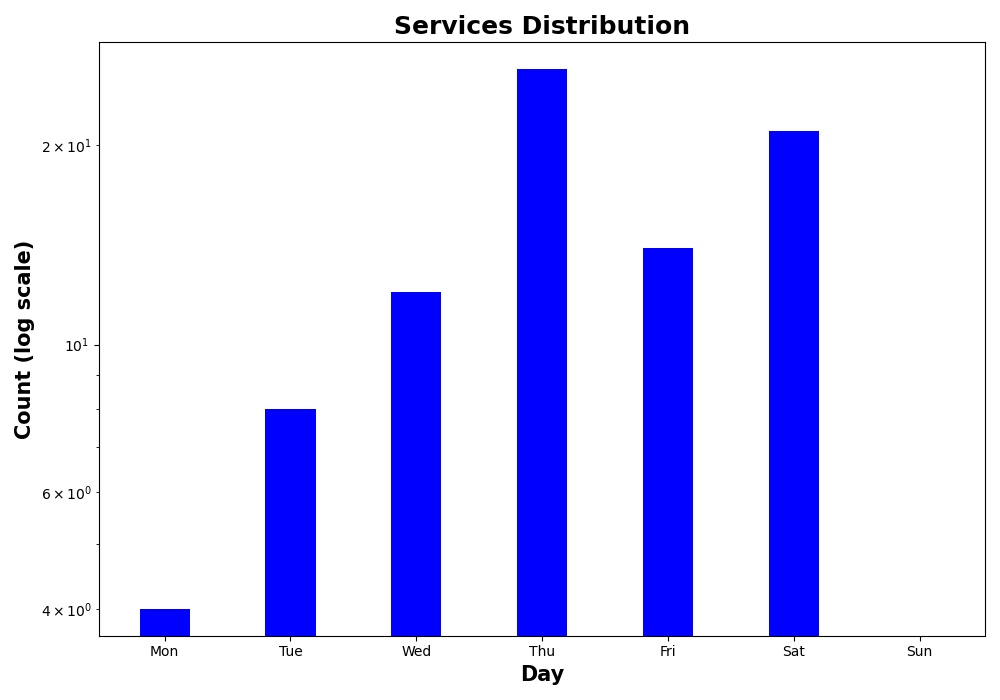 Services Distribution
Count (log scale)
2 × 10¹
10¹
6 × 10⁰
4 × 10⁰
Mon Tue Wed Thu Fri Sat Sun
Day